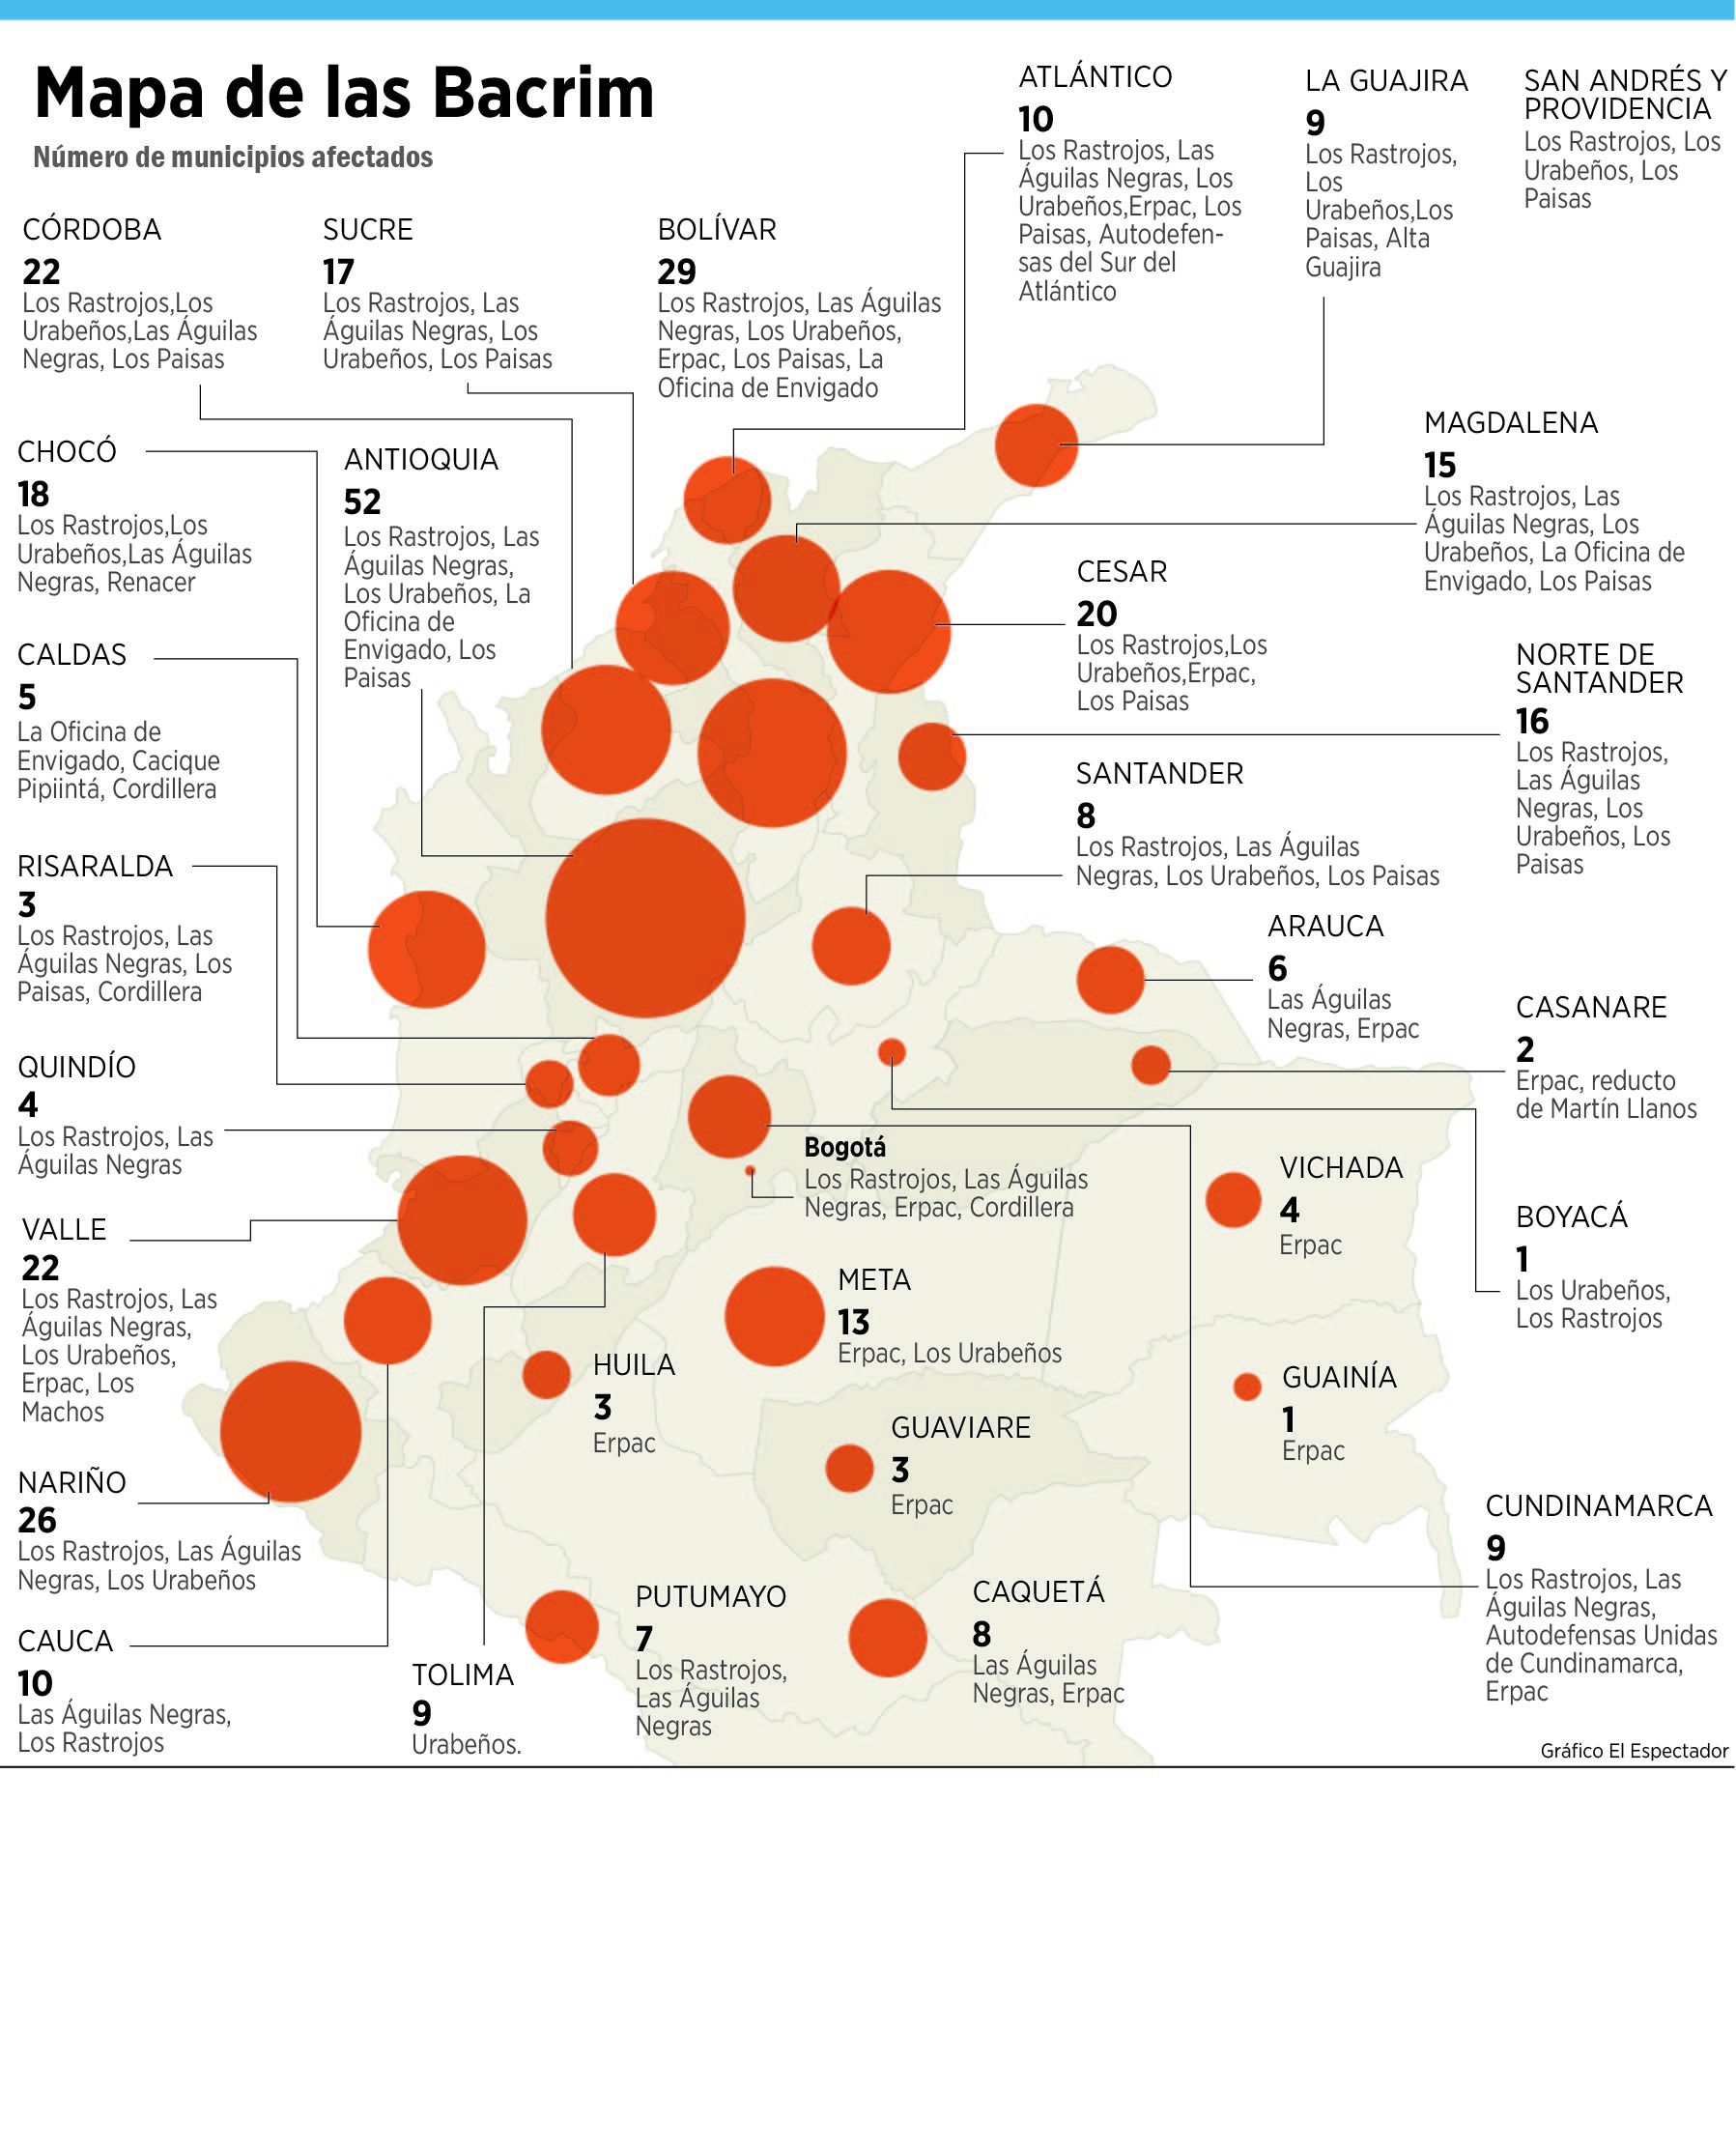 Mapa de las Bacrim
Número de municipios afectados
CÓRDOBA
22
Los Rastrojos,Los
Urabeños,Las Águilas
Negras, Los Paisas
SUCRE
17
Los Rastrojos, Las
Águilas Negras, Los
Urabeños, Los Paisas
BOLÍVAR
29
Los Rastrojos, Las Águilas
Negras, Los Urabeños,
Erpac, Los Paisas, La
Oficina de Envigado
ATLÁNTICO
10
Los Rastrojos, Las
Águilas Negras, Los
Urabeños,Erpac, Los
Paisas, Autodefen-
sas del Sur del
Atlántico
LA GUAJIRA
9
Los Rastrojos,
Los
Urabeños,Los
Paisas, Alta
Guajira
SAN ANDRÉS Y
PROVIDENCIA
Los Rastrojos, Los
Urabeños, Los
Paisas
CHOCÓ
18
Los Rastrojos,Los
Urabeños,Las Águilas
Negras, Renacer
ANTIOQUIA
52
Los Rastrojos, Las
Águilas Negras,
Los Urabeños, La
Oficina de
Envigado, Los
Paisas
MAGDALENA
15
Los Rastrojos, Las
Águilas Negras, Los
Urabeños, La Oficina de
Envigado, Los Paisas
CESAR
20
Los Rastrojos,Los
Urabeños,Erpac,
Los Paisas
CALDAS
5
La Oficina de
Envigado, Cacique
Pipiintá, Cordillera
NORTE DE
SANTANDER
16
Los Rastrojos,
Las Águilas
Negras, Los
Urabeños, Los
Paisas
SANTANDER
8
Los Rastrojos, Las Águilas
Negras, Los Urabeños, Los Paisas
RISARALDA
3
Los Rastrojos, Las
Águilas Negras, Los
Paisas, Cordillera
ARAUCA
6
Las Águilas
Negras, Erpac
CASANARE
2
Erpac, reducto
de Martín Llanos
QUINDÍO
4
Los Rastrojos, Las
Águilas Negras
Bogotá
Los Rastrojos, Las Águilas
Negras, Erpac, Cordillera
VICHADA
4
Erpac
BOYACÁ
1
Los Urabeños,
Los Rastrojos
VALLE
22
Los Rastrojos, Las
Águilas Negras,
Los Urabeños,
Erpac, Los
Machos
META
13
Erpac, Los Urabeños
HUILA
3
Erpac
GUAINÍA
1
Erpac
GUAVIARE
3
Erpac
NARIÑO
26
Los Rastrojos, Las Águilas
Negras, Los Urabeños
CUNDINAMARCA
9
Los Rastrojos, Las
Águilas Negras,
Autodefensas Unidas
de Cundinamarca,
Erpac
CAUCA
10
Las Águilas Negras,
Los Rastrojos
TOLIMA
9
Urabeños.
PUTUMAYO
7
Los Rastrojos,
Las Águilas
Negras
CAQUETÁ
8
Las Águilas
Negras, Erpac
Gráfico El Espectador